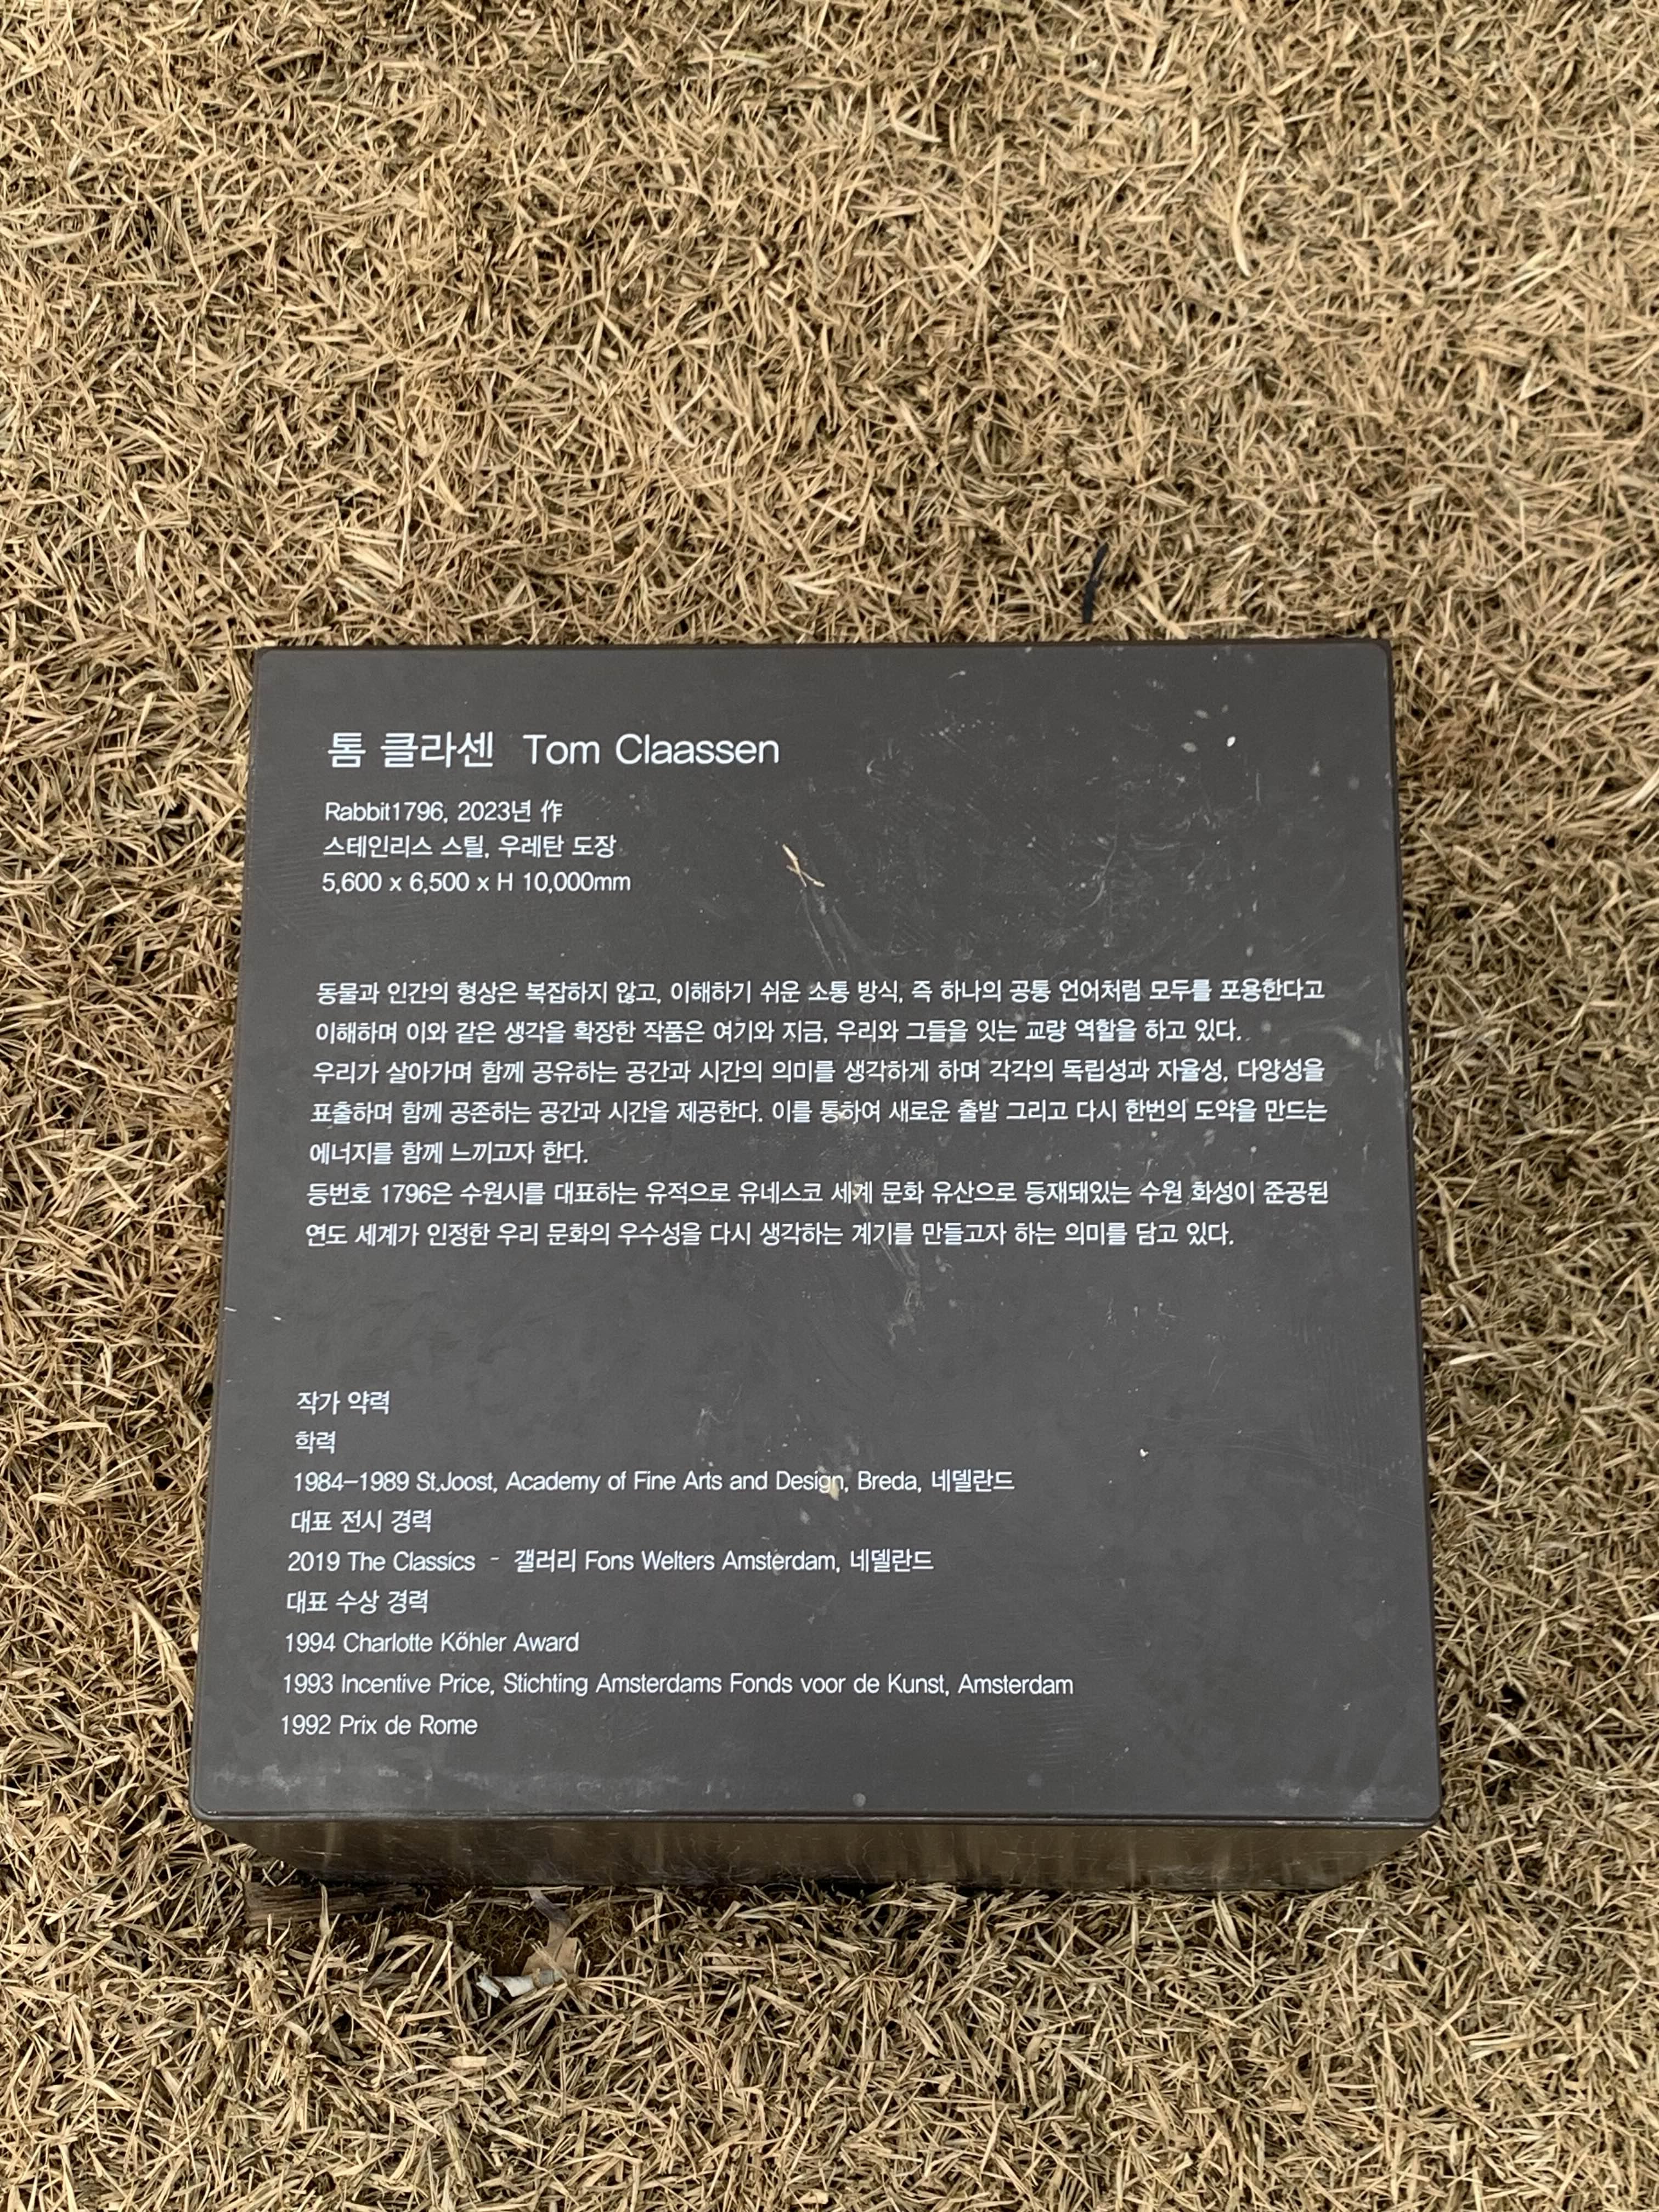 톰 클라센 Tom Claassen
Rabbit1796, 2023년 作
스테인리스 스틸, 우레탄 도장
5,600 x 6,500 x H 10,000mm
동물과 인간의 형상은 복잡하지 않고, 이해하기 쉬운 소통 방식, 즉 하나의 공통 언어처럼 모두를 포용한다고
이해하며 이와 같은 생각을 확장한 작품은 여기와 지금, 우리와 그들을 잇는 교량 역할을 하고 있다.
우리가 살아가며 함께 공유하는 공간과 시간의 의미를 생각하게 하며 각각의 독립성과 자율성, 다양성을
표출하며 함께 공존하는 공간과 시간을 제공한다. 이를 통하여 새로운 출발 그리고 다시 한번의 도약을 만드는
에너지를 함께 느끼고자 한다.
등번호 1796은 수원시를 대표하는 유적으로 유네스코 세계 문화 유산으로 등재돼있는 수원 화성이 준공된
연도 세계가 인정한 우리 문화의 우수성을 다시 생각하는 계기를 만들고자 하는 의미를 담고 있다.
작가 약력
학력
1984-1989 St.Joost, Academy of Fine Arts and Design, Breda, 네델란드
대표 전시 경력
2019 The Classics - 갤러리 Fons Welters Amsterdam, 네델란드
대표 수상 경력
1994 Charlotte Köhler Award
1993 Incentive Price, Stichting Amsterdams Fonds voor de Kunst, Amsterdam
1992 Prix de Rome